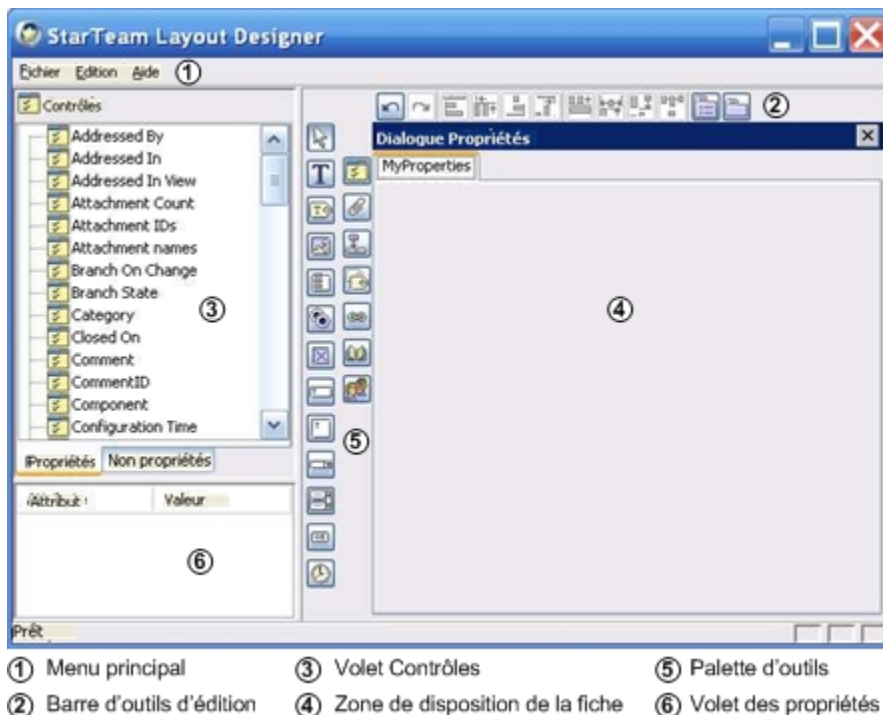 StarTeam Layout Designer
Fichier Edition Aide ①
Contrôles
②
Addressed By
Addressed In
Addressed In View
Attachment Count
Attachment IDs
Attachment names
Branch On Change
Branch State
Category
Closed On
Comment
CommentID
Component
Configuration Time
③
Propriétés Non propriétés
Attribut Valeur
⑥
⑤
Dialogue Propriétés
MyProperties
④
Prêt
① Menu principal ③ Volet Contrôles ⑤ Palette d'outils
② Barre d'outils d'édition ④ Zone de disposition de la fiche ⑥ Volet des propriétés